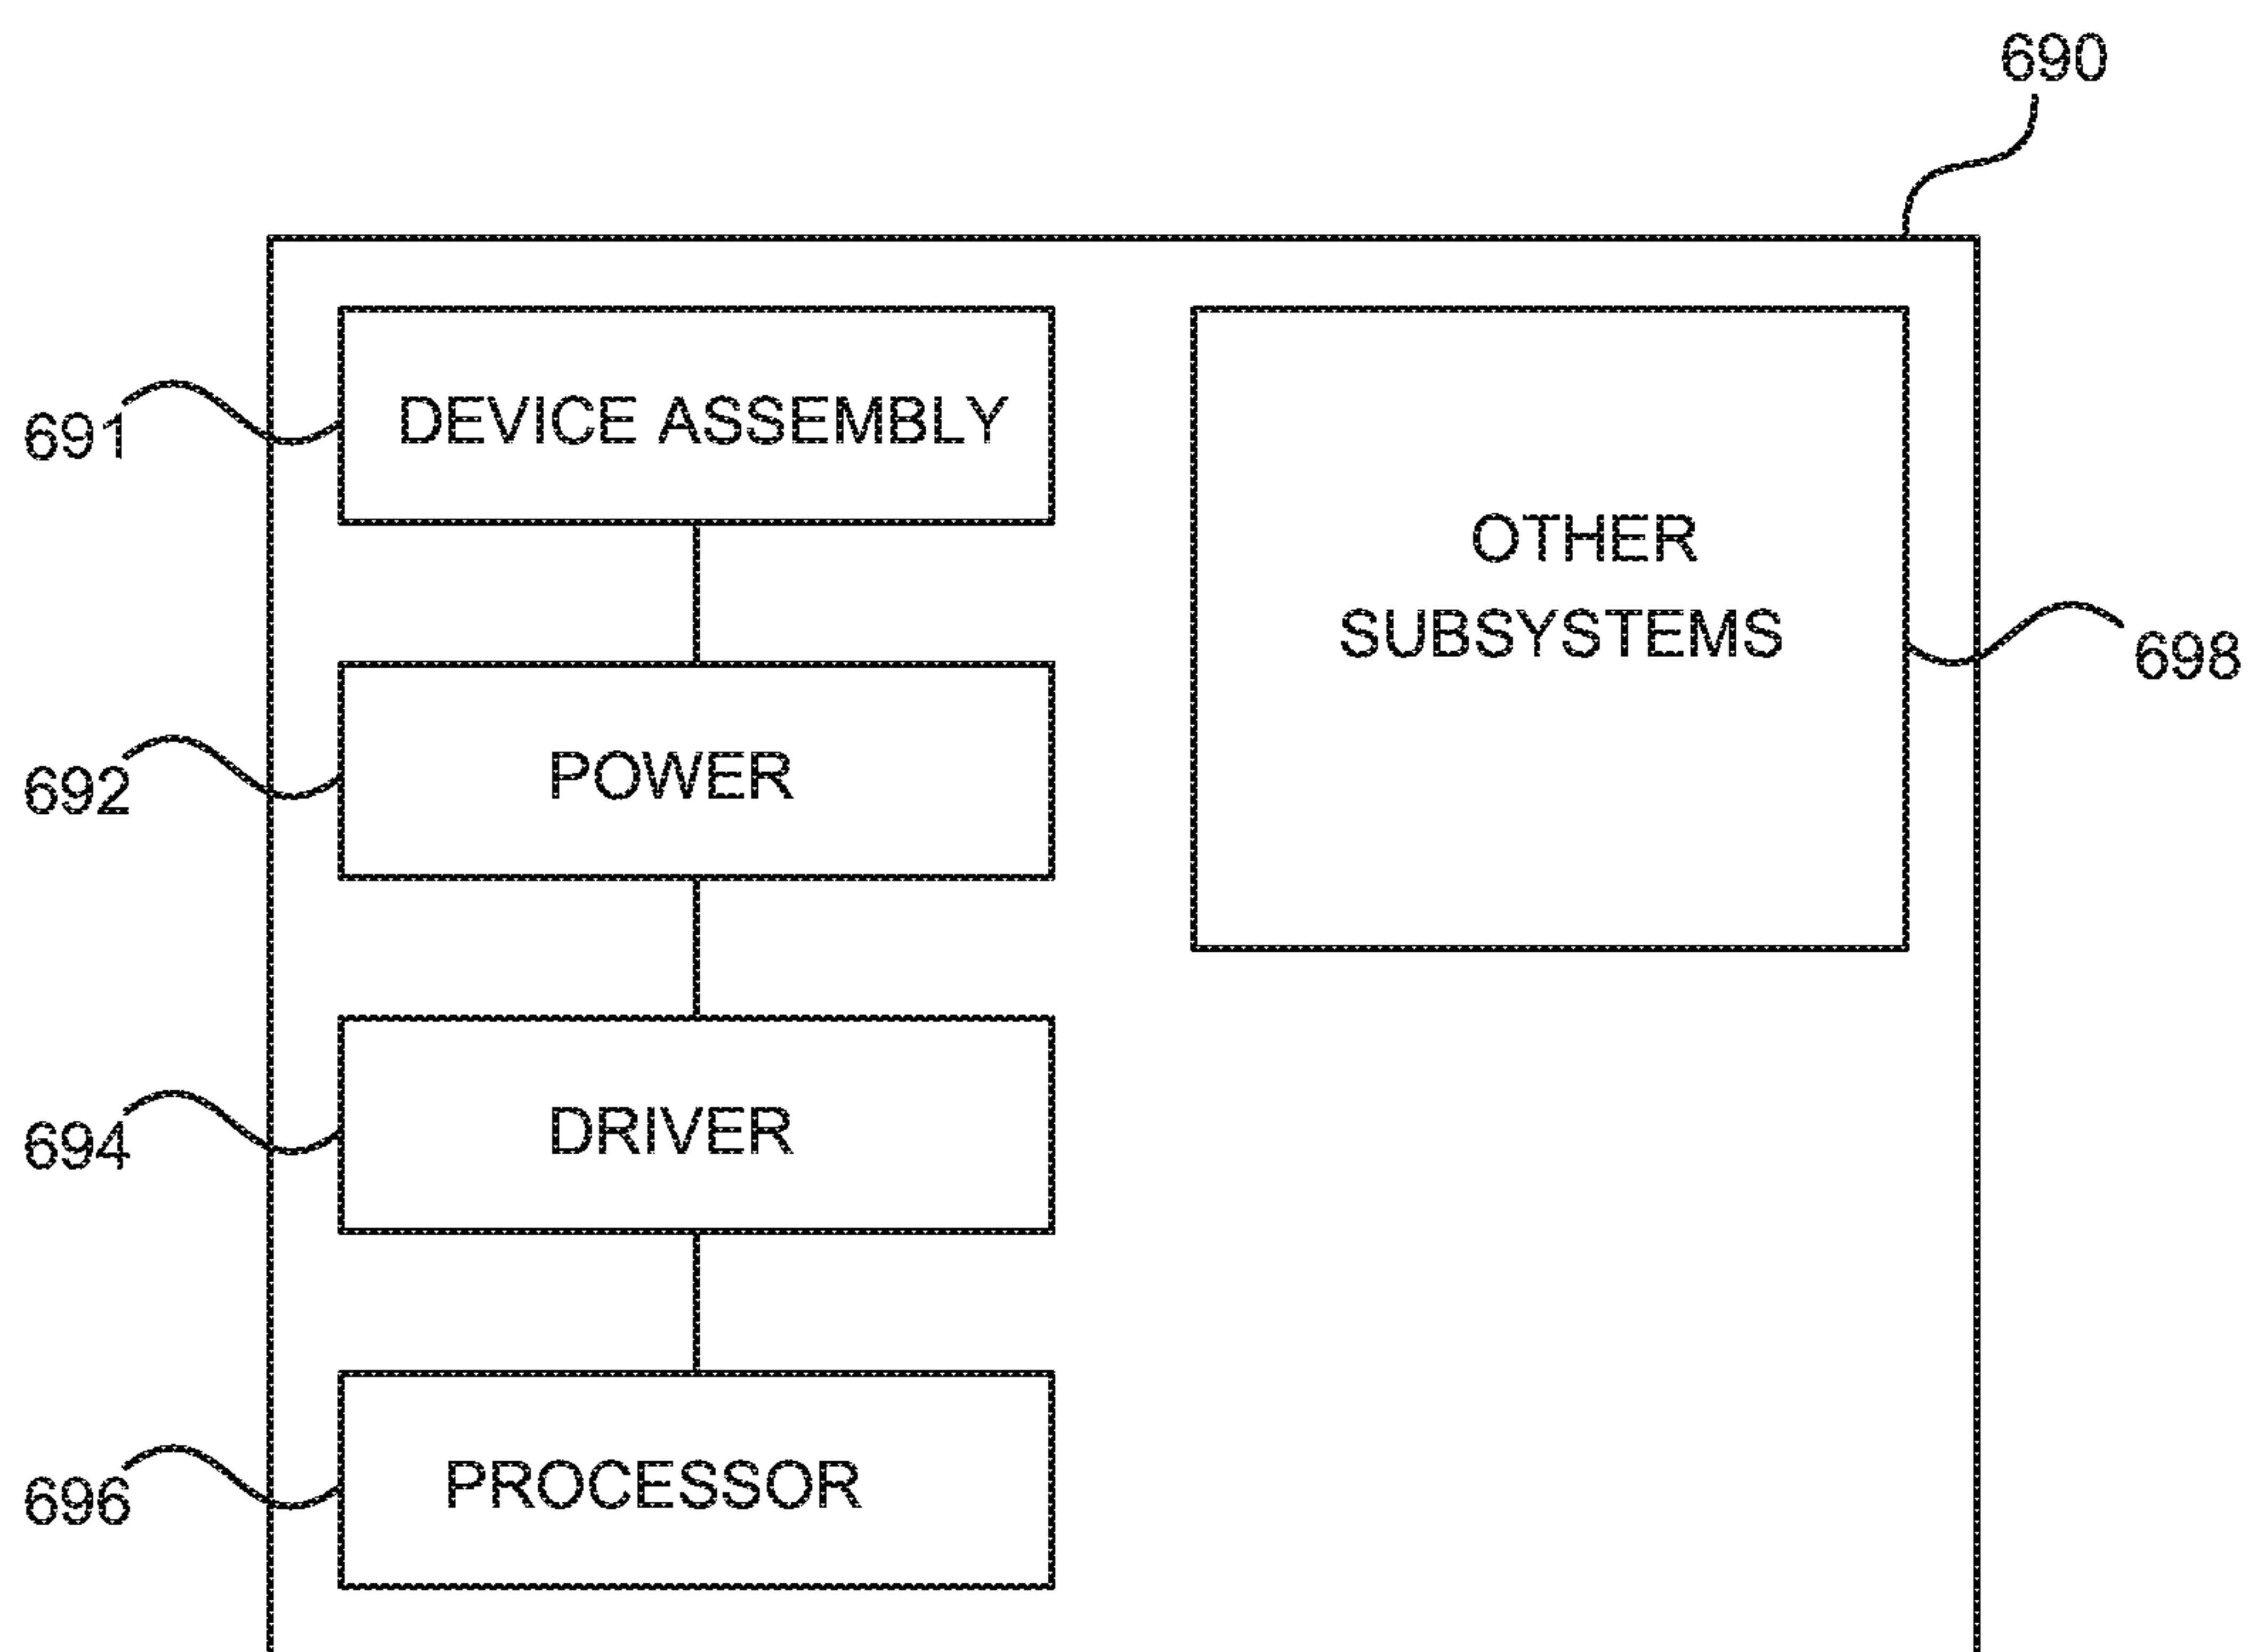 690
691
DEVICE ASSEMBLY
OTHER
SUBSYSTEMS
698
692
POWER
694
DRIVER
696
PROCESSOR